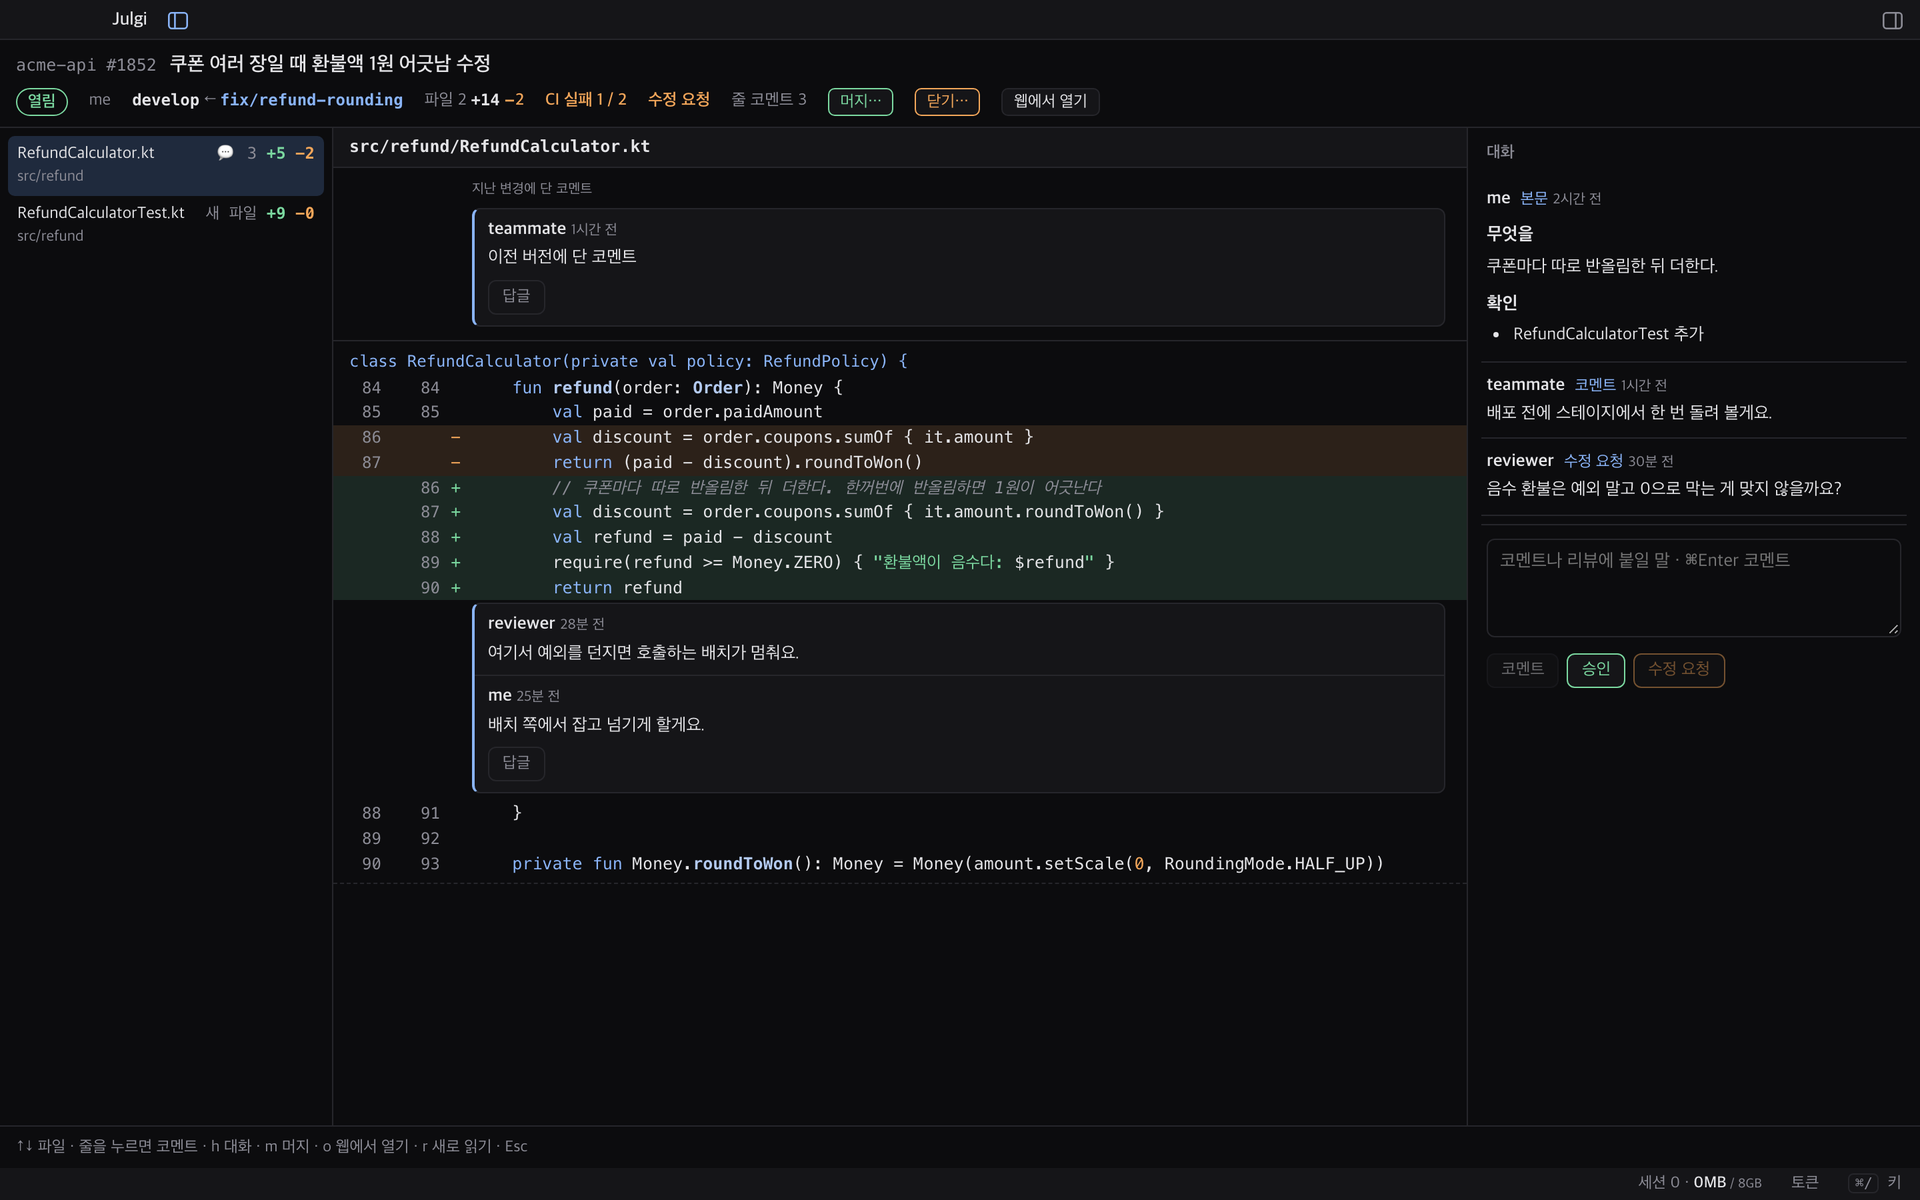 Julgi
acme-api #1852 쿠폰 여러 장일 때 환불액 1원 어긋남 수정
열림 me develop ← fix/refund-rounding 파일 2 +14 −2 CI 실패 1 / 2 수정 요청 줄 코멘트 3 머지… 닫기… 웹에서 열기
RefundCalculator.kt 💬 3 +5 −2
src/refund
RefundCalculatorTest.kt 새 파일 +9 −0
src/refund
src/refund/RefundCalculator.kt
지난 변경에 단 코멘트
teammate 1시간 전
이전 버전에 단 코멘트
답글
class RefundCalculator(private val policy: RefundPolicy) {
84 84 fun refund(order: Order): Money {
85 85 val paid = order.paidAmount
86 − val discount = order.coupons.sumOf { it.amount }
87 − return (paid - discount).roundToWon()
86 + // 쿠폰마다 따로 반올림한 뒤 더한다. 한꺼번에 반올림하면 1원이 어긋난다
87 + val discount = order.coupons.sumOf { it.amount.roundToWon() }
88 + val refund = paid - discount
89 + require(refund >= Money.ZERO) { "환불액이 음수다: $refund" }
90 + return refund
reviewer 28분 전
여기서 예외를 던지면 호출하는 배치가 멈춰요.
me 25분 전
배치 쪽에서 잡고 넘기게 할게요.
답글
88 91 }
89 92
90 93 private fun Money.roundToWon(): Money = Money(amount.setScale(0, RoundingMode.HALF_UP))
대화
me 본문 2시간 전
무엇을
쿠폰마다 따로 반올림한 뒤 더한다.
확인
• RefundCalculatorTest 추가
teammate 코멘트 1시간 전
배포 전에 스테이지에서 한 번 돌려 볼게요.
reviewer 수정 요청 30분 전
음수 환불은 예외 말고 0으로 막는 게 맞지 않을까요?
코멘트나 리뷰에 붙일 말 · ⌘Enter 코멘트
코멘트 승인 수정 요청
↑↓ 파일 · 줄을 누르면 코멘트 · h 대화 · m 머지 · o 웹에서 열기 · r 새로 읽기 · Esc
세션 0 · 0MB / 8GB 토큰 ⌘/ 키